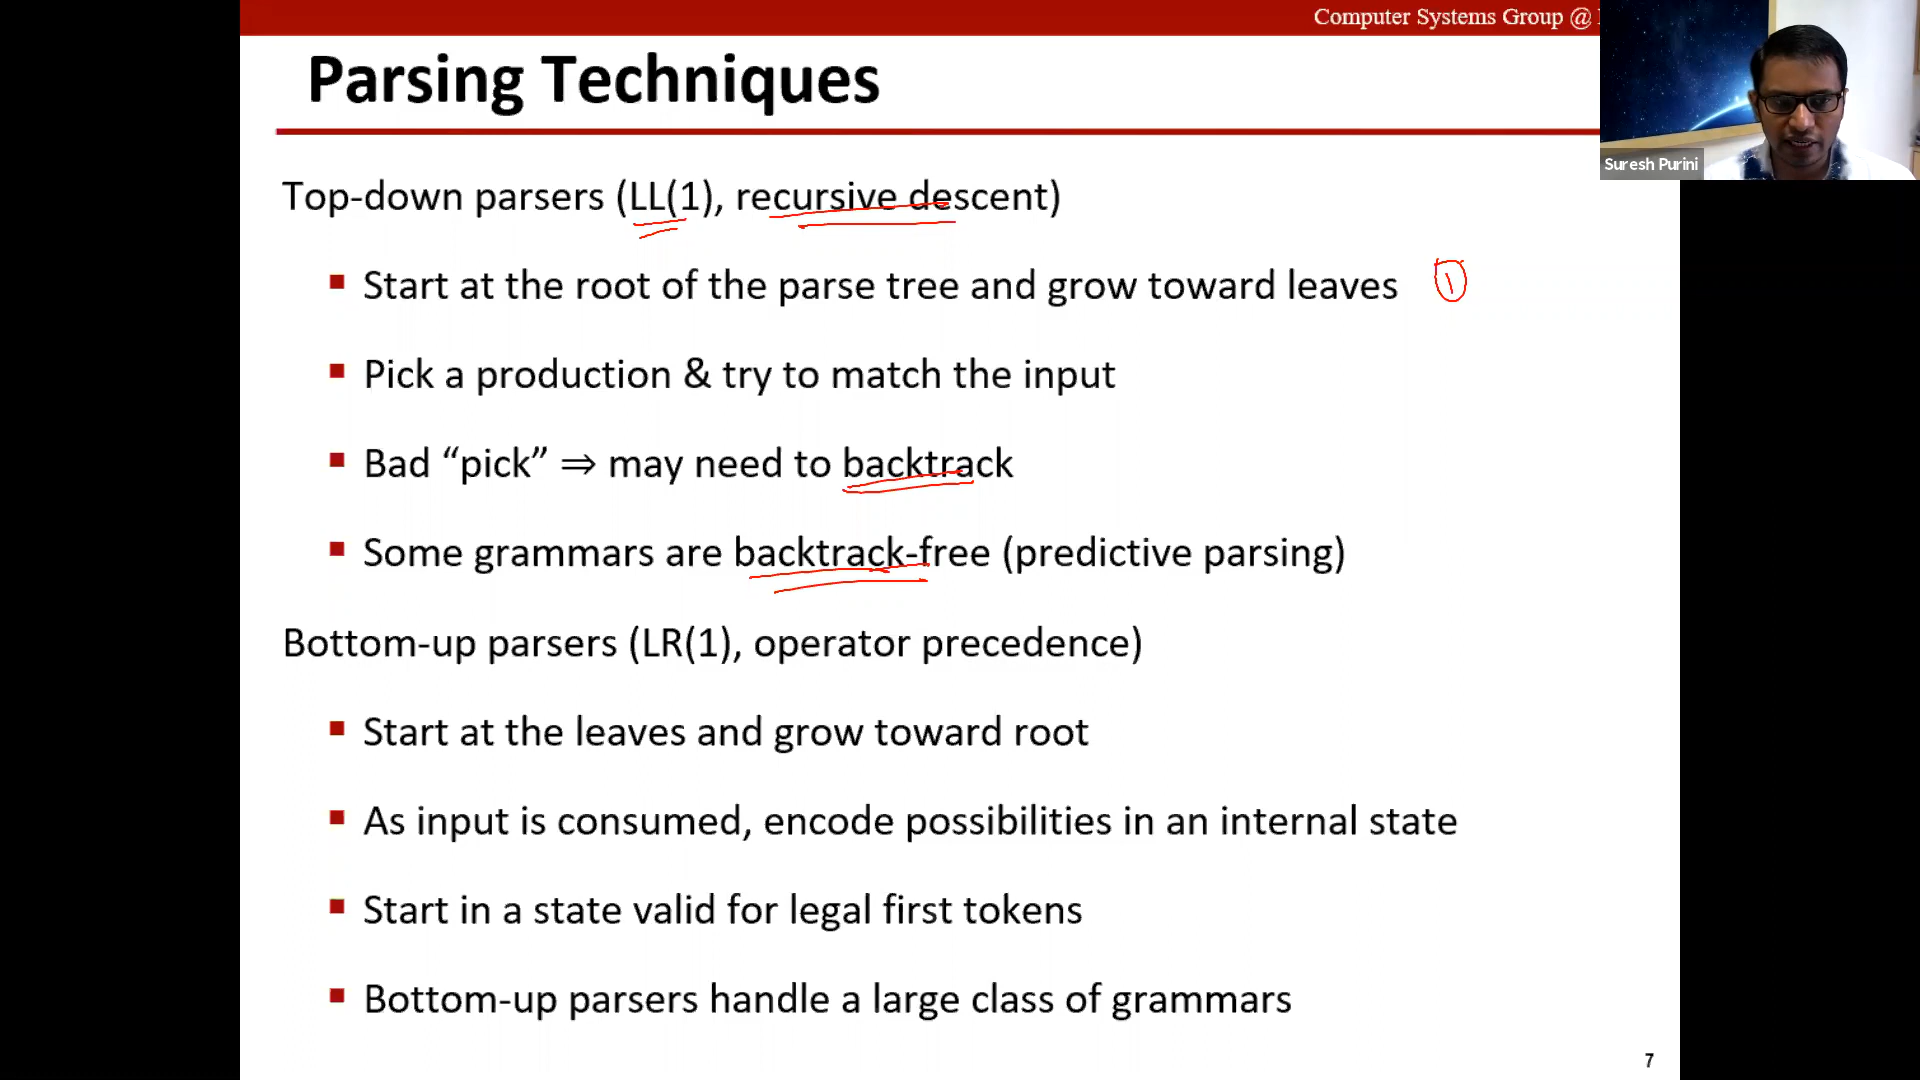 Computer Systems Group @
Parsing Techniques
Suresh Purini
Top-down parsers (LL(1), recursive descent)
▪ Start at the root of the parse tree and grow toward leaves 1
▪ Pick a production & try to match the input
▪ Bad “pick” ⇒ may need to backtrack
▪ Some grammars are backtrack-free (predictive parsing)
Bottom-up parsers (LR(1), operator precedence)
▪ Start at the leaves and grow toward root
▪ As input is consumed, encode possibilities in an internal state
▪ Start in a state valid for legal first tokens
▪ Bottom-up parsers handle a large class of grammars
7